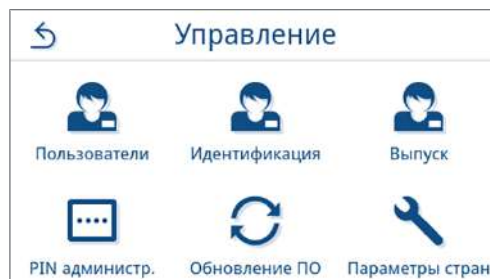 Управление
Пользователи
Идентификация
Выпуск
PIN администр.
Обновление ПО
Параметры стран